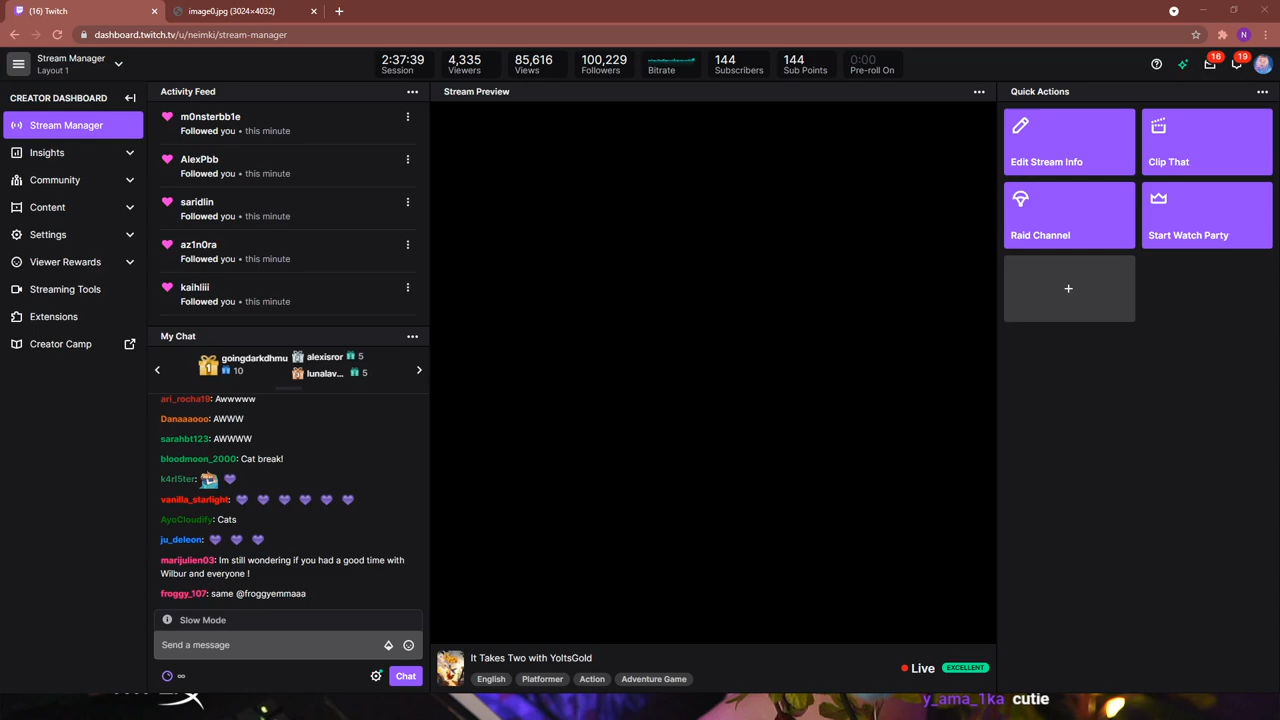 (16) Twitch
image0.jpg (3024×4032)
dashboard.twitch.tv/u/neimki/stream-manager
N
Stream Manager
Layout 1
2:37:39
Session
4,335
Viewers
85,616
Views
100,229
Followers
Bitrate
144
Subscribers
144
Sub Points
0:00
Pre-roll On
16
19
CREATOR DASHBOARD
Stream Manager
Insights
Community
Content
Settings
Viewer Rewards
Streaming Tools
Extensions
Creator Camp
Activity Feed
m0nsterbb1e
Followed you • this minute
AlexPbb
Followed you • this minute
saridlin
Followed you • this minute
az1n0ra
Followed you • this minute
kaihliii
Followed you • this minute
My Chat
1 goingdarkdhmu
10
2 alexisror 5
3 lunalav... 5
ari_rocha19: Awwwww
Danaaaooo: AWWW
sarahbt123: AWWWW
bloodmoon_2000: Cat break!
k4rl5ter:
vanilla_starlight:
AyoCloudify: Cats
ju_deleon:
marijulien03: Im still wondering if you had a good time with
Wilbur and everyone !
froggy_107: same @froggyemmaaa
Slow Mode
Send a message
∞
Chat
Stream Preview
It Takes Two with YoItsGold
English
Platformer
Action
Adventure Game
Live
EXCELLENT
Quick Actions
Edit Stream Info
Clip That
Raid Channel
Start Watch Party
y_ama_1ka cutie